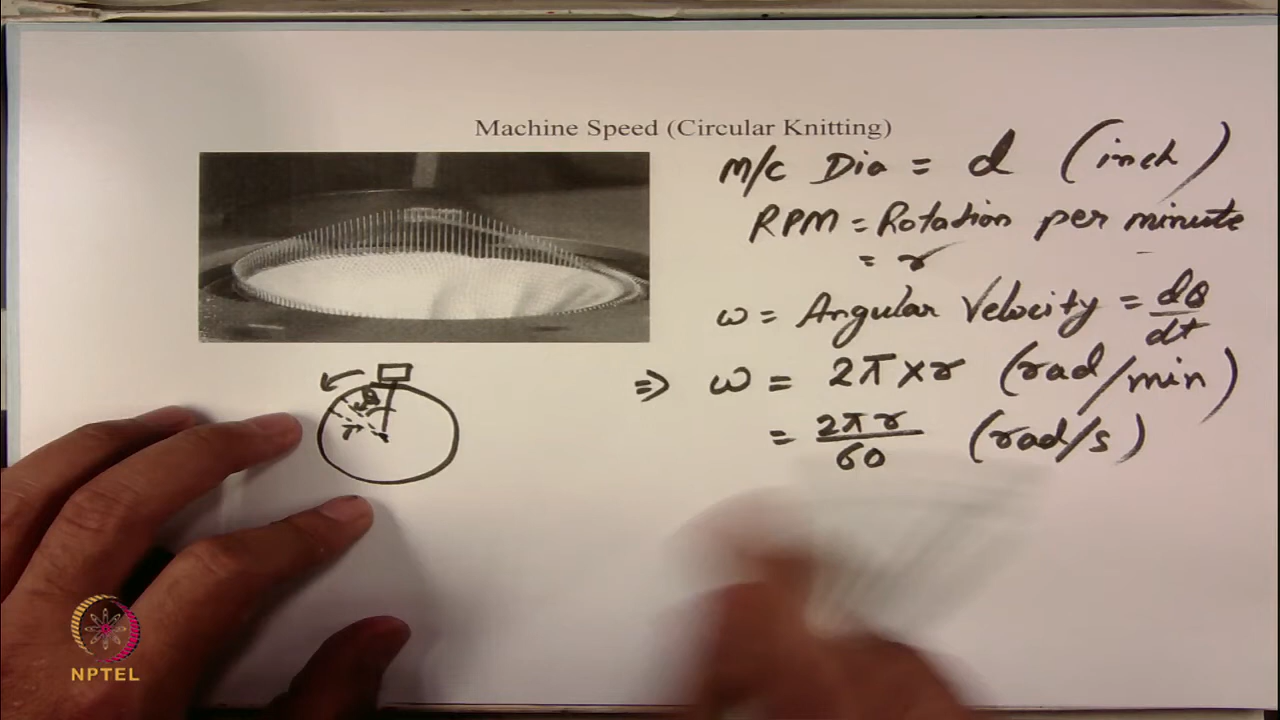 Machine Speed (Circular Knitting)
M/C Dia = d (inch)
RPM = Rotation per minute
= r
ω = Angular Velocity = dθ/dt
⇒ ω = 2π × r (rad/min)
= 2πr/60 (rad/s)
θ
r
NPTEL